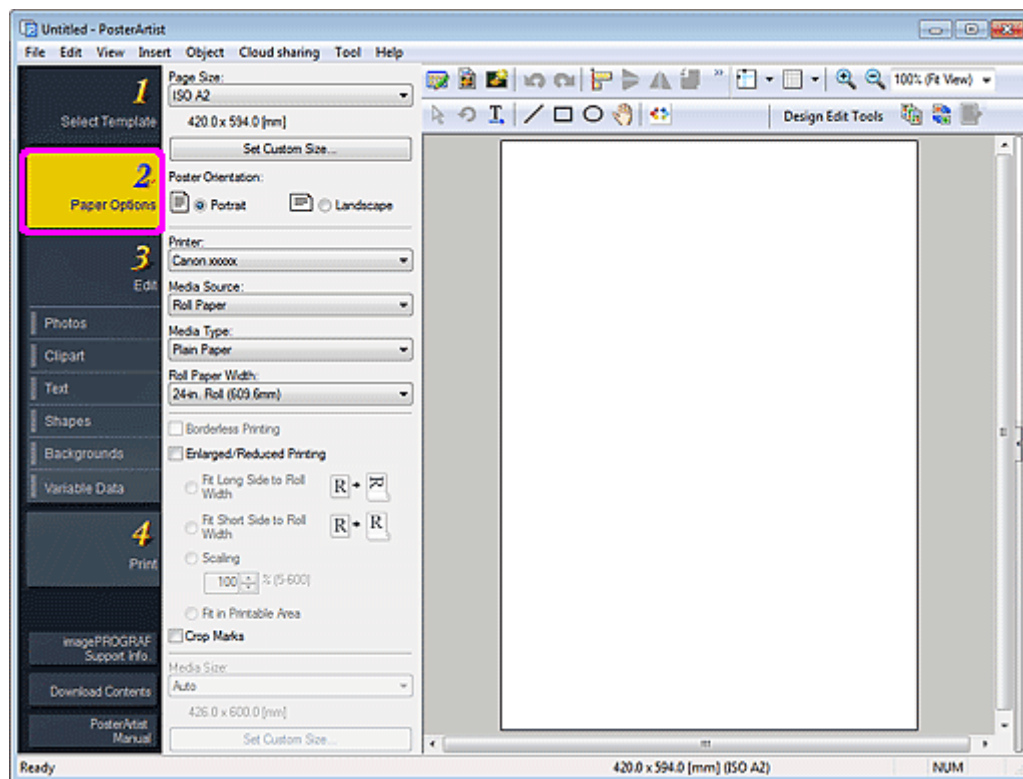 Untitled - PosterArtist
File Edit View Insert Object Cloud sharing Tool Help
1
Select Template
2
Paper Options
3
Edit
Photos
Clipart
Text
Shapes
Backgrounds
Variable Data
4
Print
imagePROGRAF
Support Info.
Download Contents
PosterArtist
Manual
Page Size:
ISO A2
420.0 x 594.0 [mm]
Set Custom Size...
Poster Orientation:
Portrait Landscape
Printer:
Canon xxxxx
Media Source:
Roll Paper
Media Type:
Plain Paper
Roll Paper Width:
24-in. Roll (609.6mm)
Borderless Printing
Enlarged/Reduced Printing
Fit Long Side to Roll
Width
R R
Fit Short Side to Roll
Width
R R
Scaling
100 % (5-600)
Fit in Printable Area
Crop Marks
Media Size:
Auto
426.0 x 600.0 [mm]
Set Custom Size...
100% (Fit View)
T Design Edit Tools
Ready 420.0 x 594.0 [mm] (ISO A2) NUM